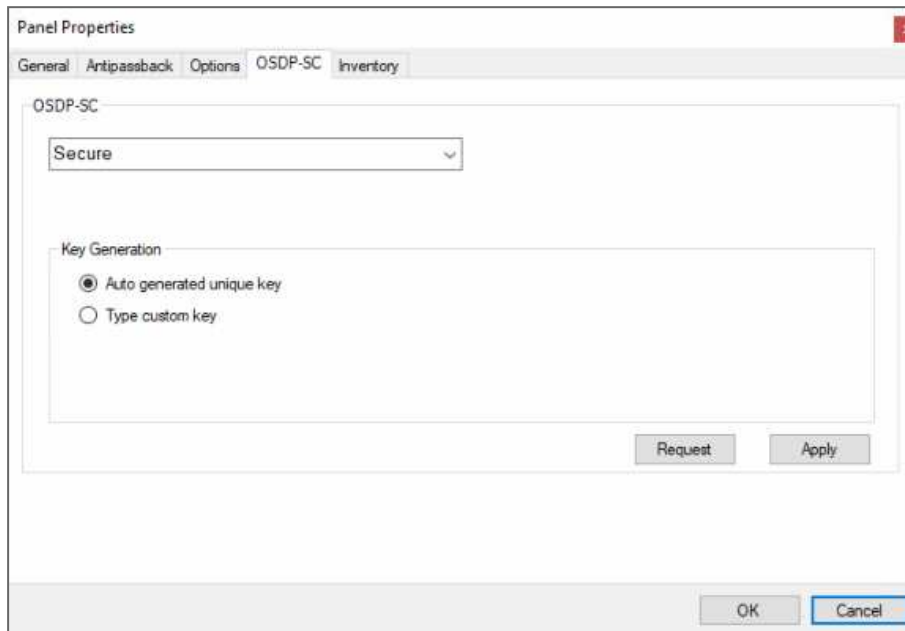 Panel Properties
General Antipassback Options OSDP-SC Inventory
OSDP-SC
Secure
Key Generation
Auto generated unique key
Type custom key
Request Apply
OK Cancel